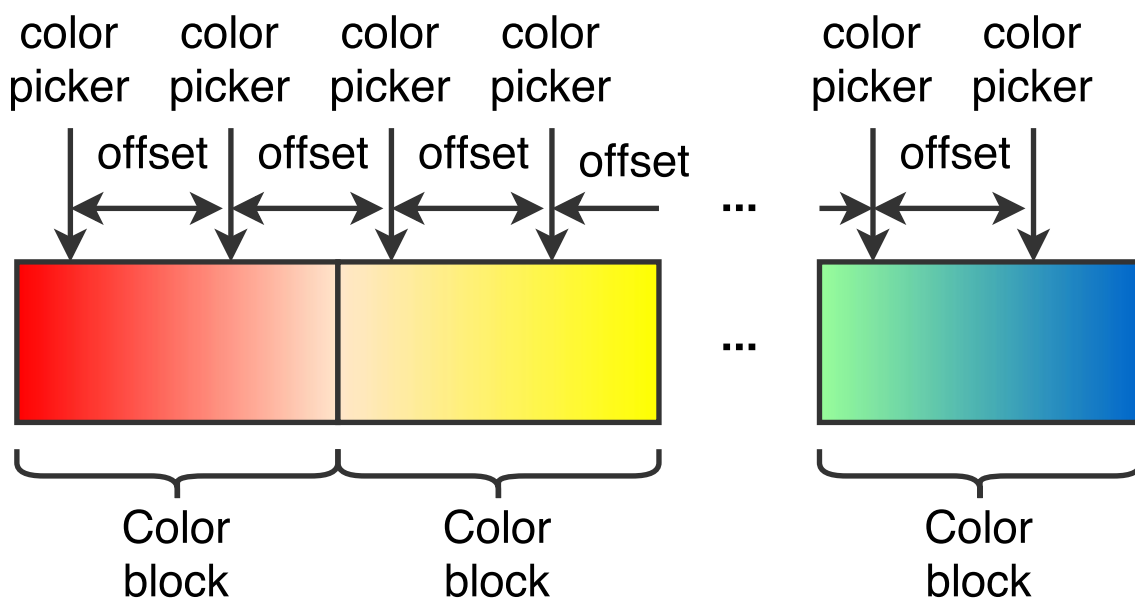 color color color color color color
picker picker picker picker picker picker
offset offset offset offset offset
...
...
Color Color Color
block block block